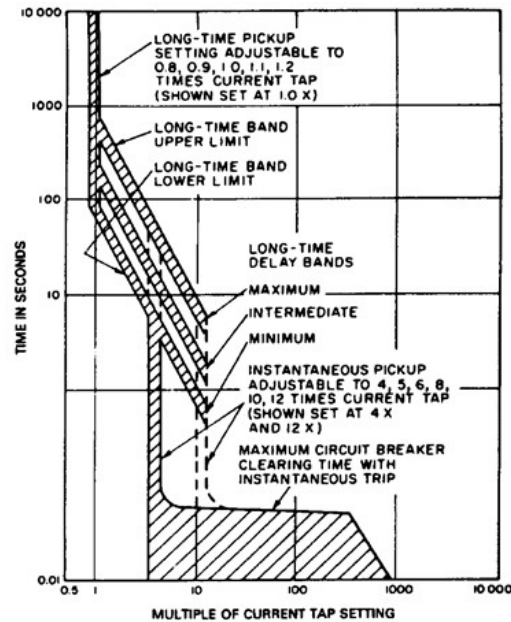 10 000
LONG-TIME PICKUP
SETTING ADJUSTABLE TO
0.8, 0.9, 1.0, 1.1, 1.2
TIMES CURRENT TAP
(SHOWN SET AT 1.0 X)
1000
LONG-TIME BAND
UPPER LIMIT
LONG-TIME BAND
LOWER LIMIT
100
LONG-TIME
DELAY BANDS
TIME IN SECONDS
10
MAXIMUM
INTERMEDIATE
MINIMUM
INSTANTANEOUS PICKUP
ADJUSTABLE TO 4, 5, 6, 8,
10, 12 TIMES CURRENT TAP
(SHOWN SET AT 4 X
AND 12 X)
MAXIMUM CIRCUIT BREAKER
CLEARING TIME WITH
INSTANTANEOUS TRIP
0.01
0.5 1 10 100 1000 10 000
MULTIPLE OF CURRENT TAP SETTING